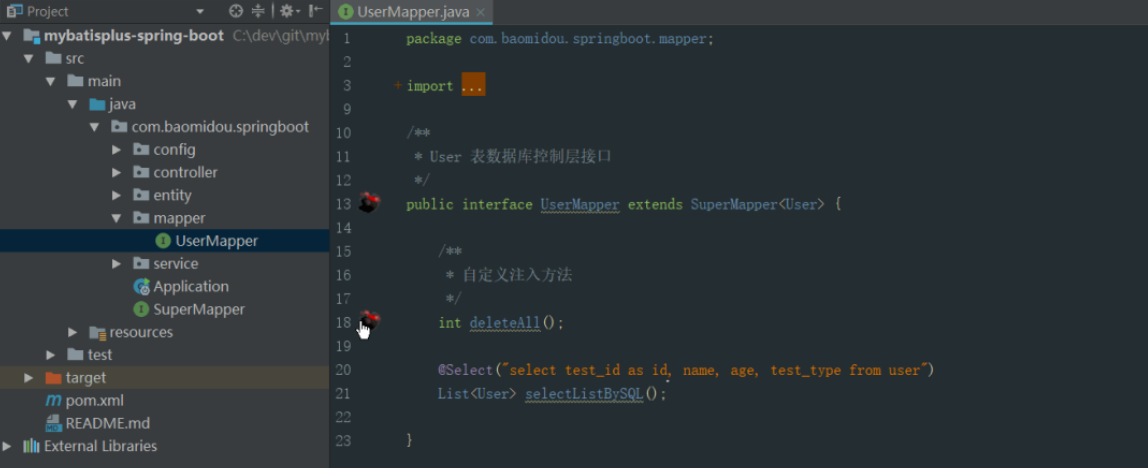 Project
mybatisplus-spring-boot C:\dev\git\myb
src
main
java
com.baomidou.springboot
config
controller
entity
mapper
UserMapper
service
Application
SuperMapper
resources
test
target
pom.xml
README.md
External Libraries
UserMapper.java
1 package com.baomidou.springboot.mapper;
2
3 import ...
9
10 /**
11 * User 表数据库控制层接口
12 */
13 public interface UserMapper extends SuperMapper<User> {
14
15 /**
16 * 自定义注入方法
17 */
18 int deleteAll();
19
20 @Select("select test_id as id, name, age, test_type from user")
21 List<User> selectListBySQL();
22
23 }